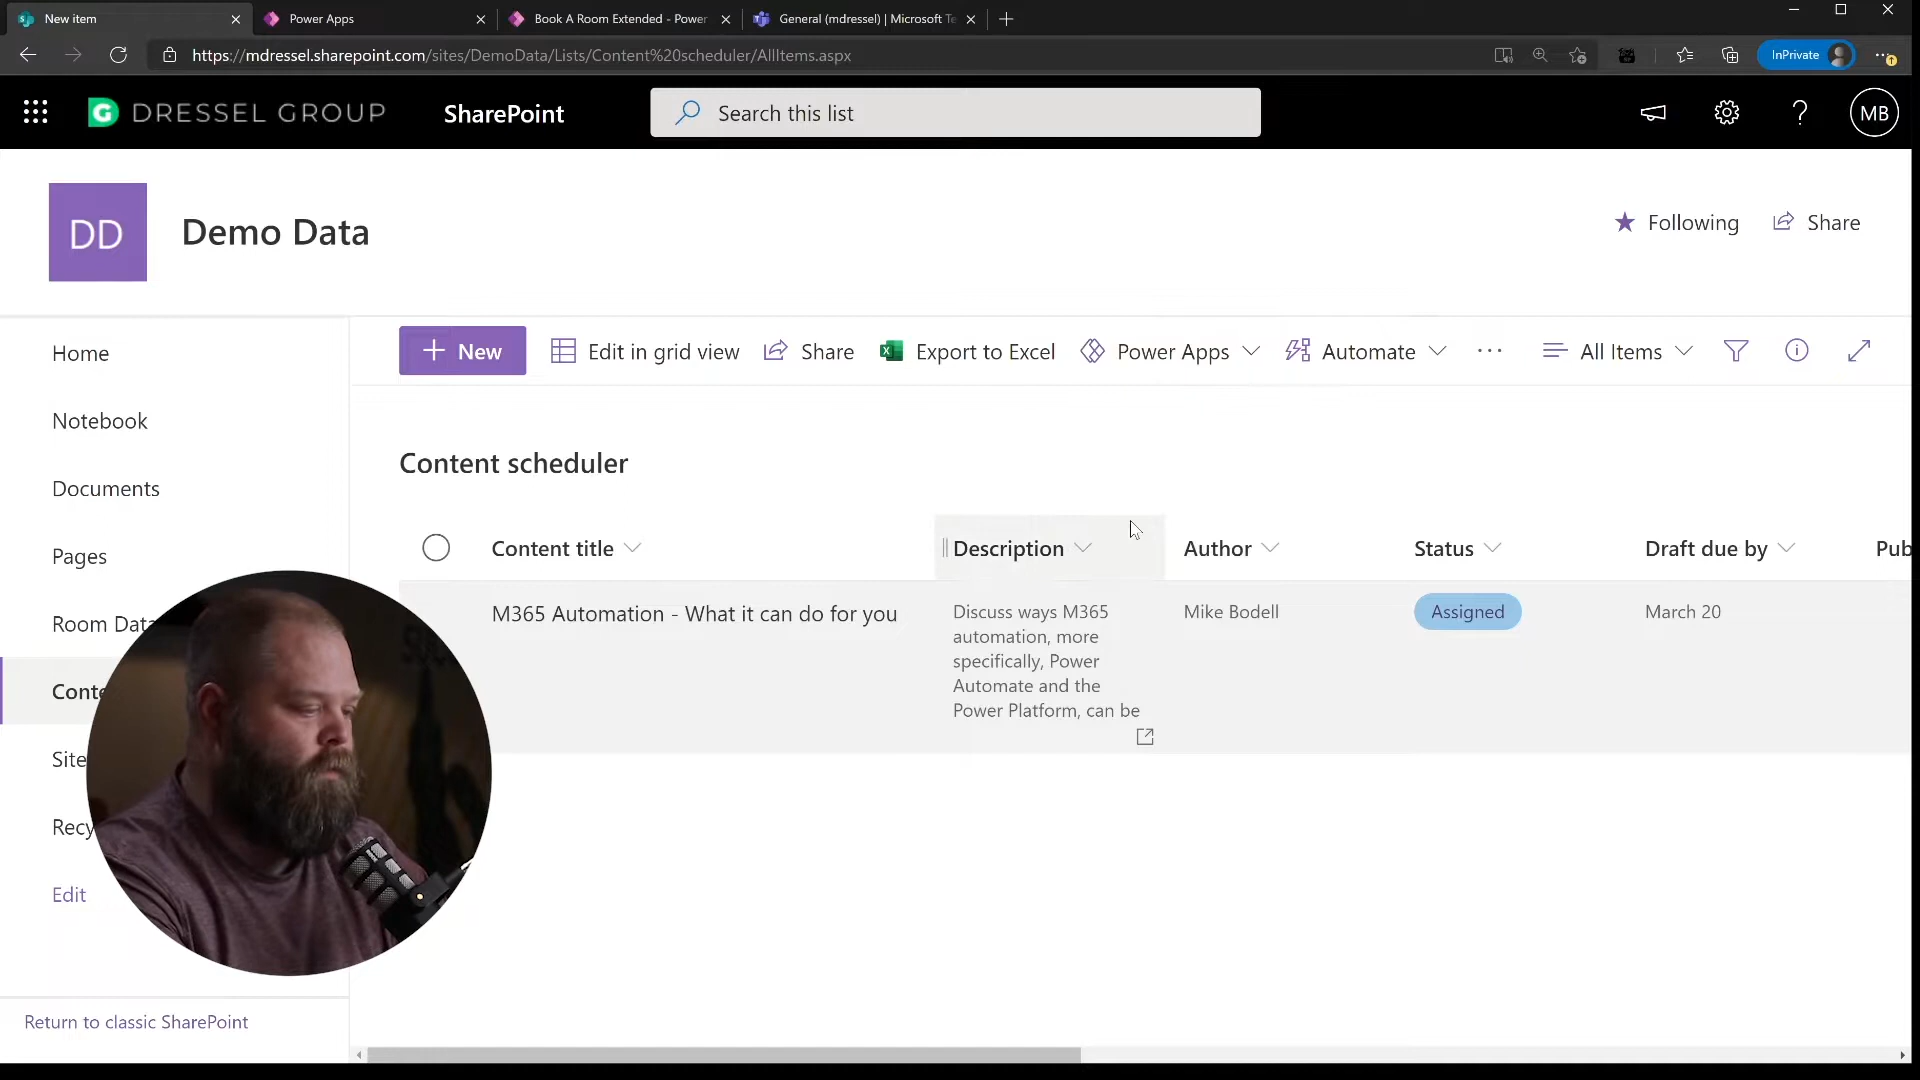 New item
Power Apps
Book A Room Extended - Power
General (mdressel) | Microsoft Te
https://mdressel.sharepoint.com/sites/DemoData/Lists/Content%20scheduler/AllItems.aspx
InPrivate
G DRESSEL GROUP
SharePoint
Search this list
?
MB
DD
Demo Data
Following
Share
Home
Notebook
Documents
Pages
Room Data
Conte
Site
Recy
Edit
Return to classic SharePoint
+ New
Edit in grid view
Share
Export to Excel
Power Apps
Automate
...
All Items
Content scheduler
Content title
Description
Author
Status
Draft due by
Pub
M365 Automation - What it can do for you
Discuss ways M365
automation, more
specifically, Power
Automate and the
Power Platform, can be
Mike Bodell
Assigned
March 20